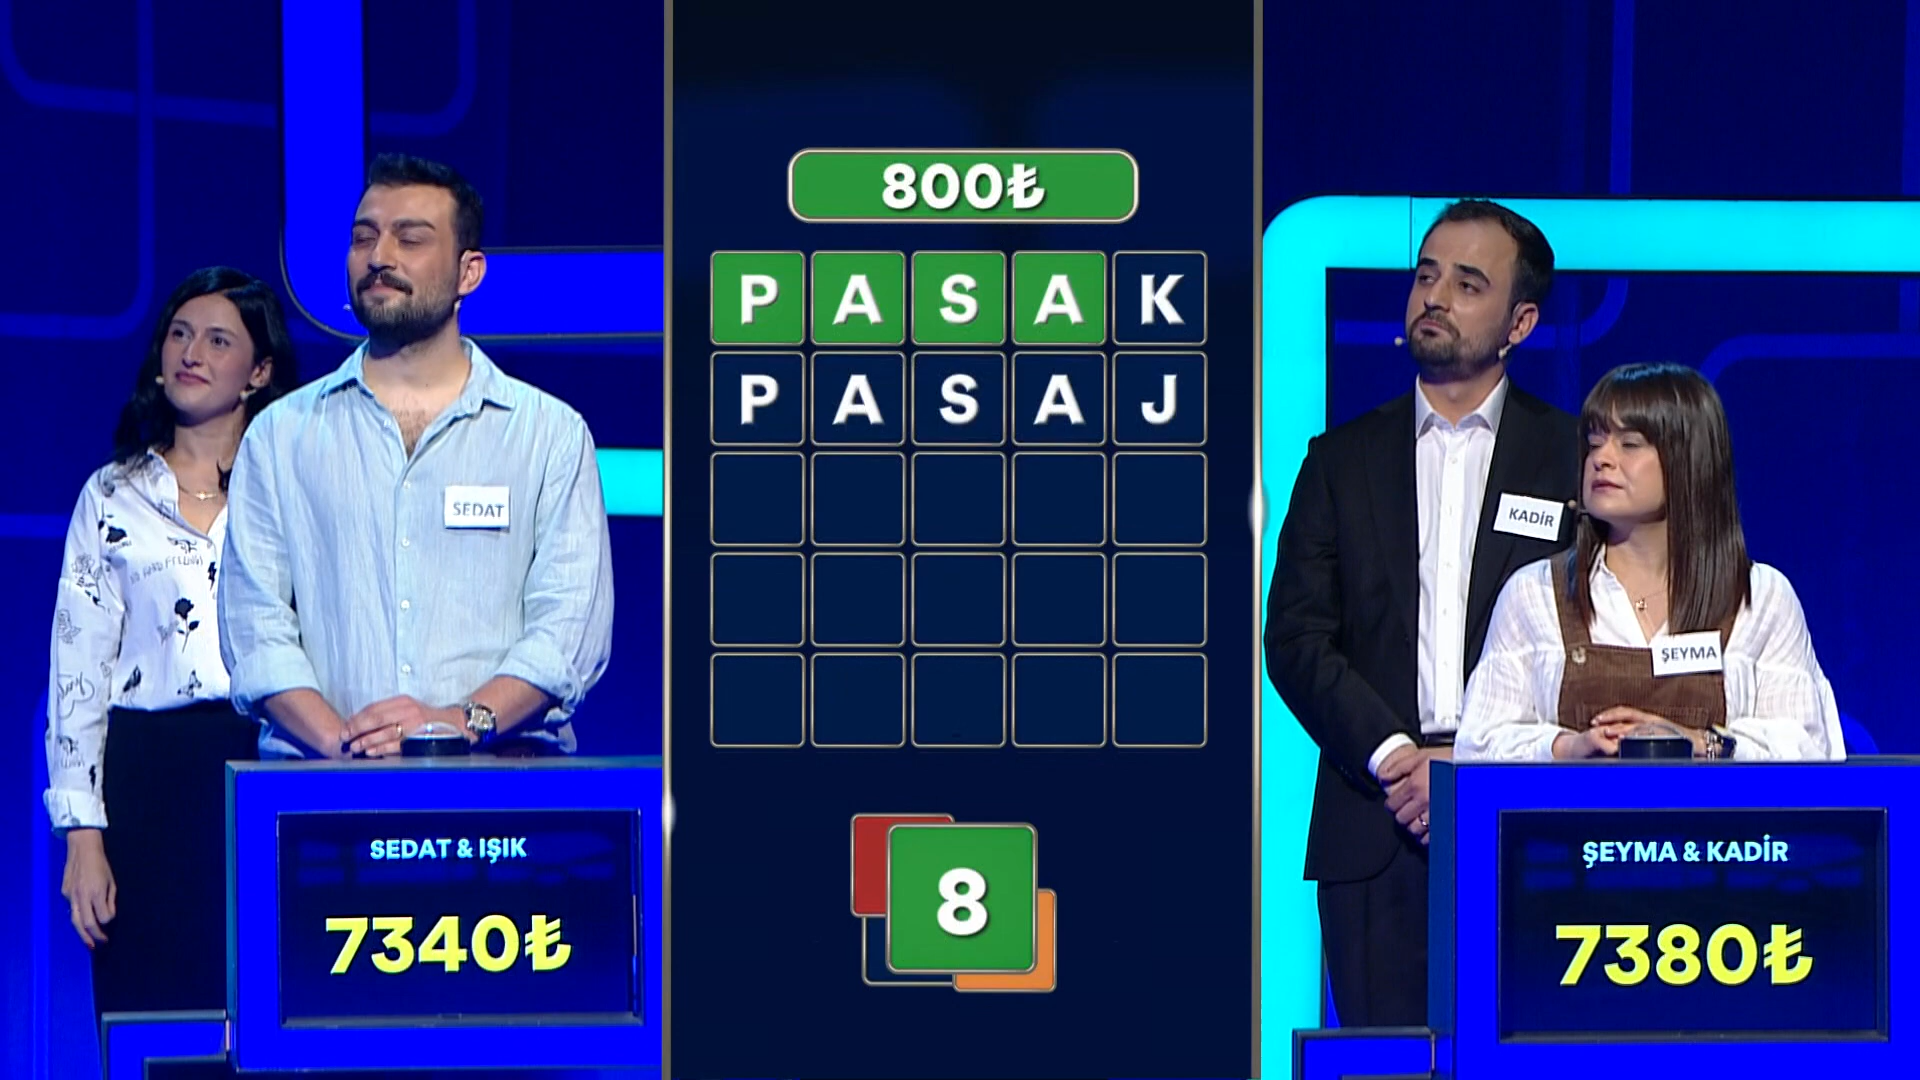 800₺
PASAK
PASAJ
8
SEDAT
KADİR
ŞEYMA
SEDAT & IŞIK
7340₺
ŞEYMA & KADİR
7380₺